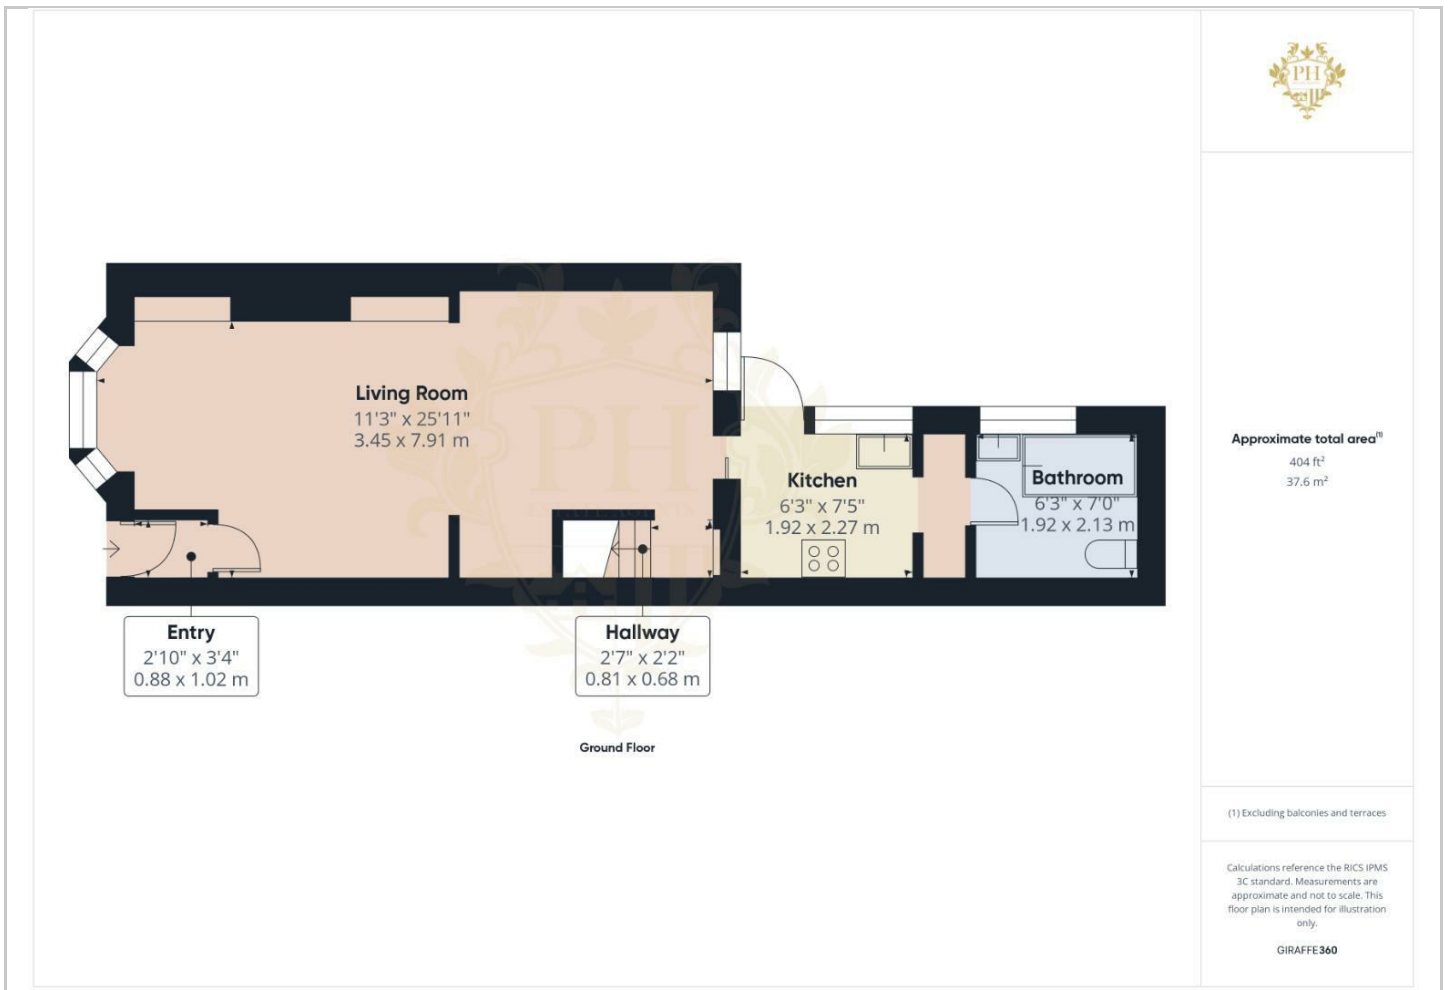 PH
Living Room
11'3" x 25'11"
3.45 x 7.91 m
PH
Kitchen
6'3" x 7'5"
1.92 x 2.27 m
Bathroom
6'3" x 7'0"
1.92 x 2.13 m
Entry
2'10" x 3'4"
0.88 x 1.02 m
Hallway
2'7" x 2'2"
0.81 x 0.68 m
Ground Floor
Approximate total area(1)
404 ft²
37.6 m²
(1) Excluding balconies and terraces
Calculations reference the RICS IPMS
3C standard. Measurements are
approximate and not to scale. This
floor plan is intended for illustration
only.
GIRAFFE360